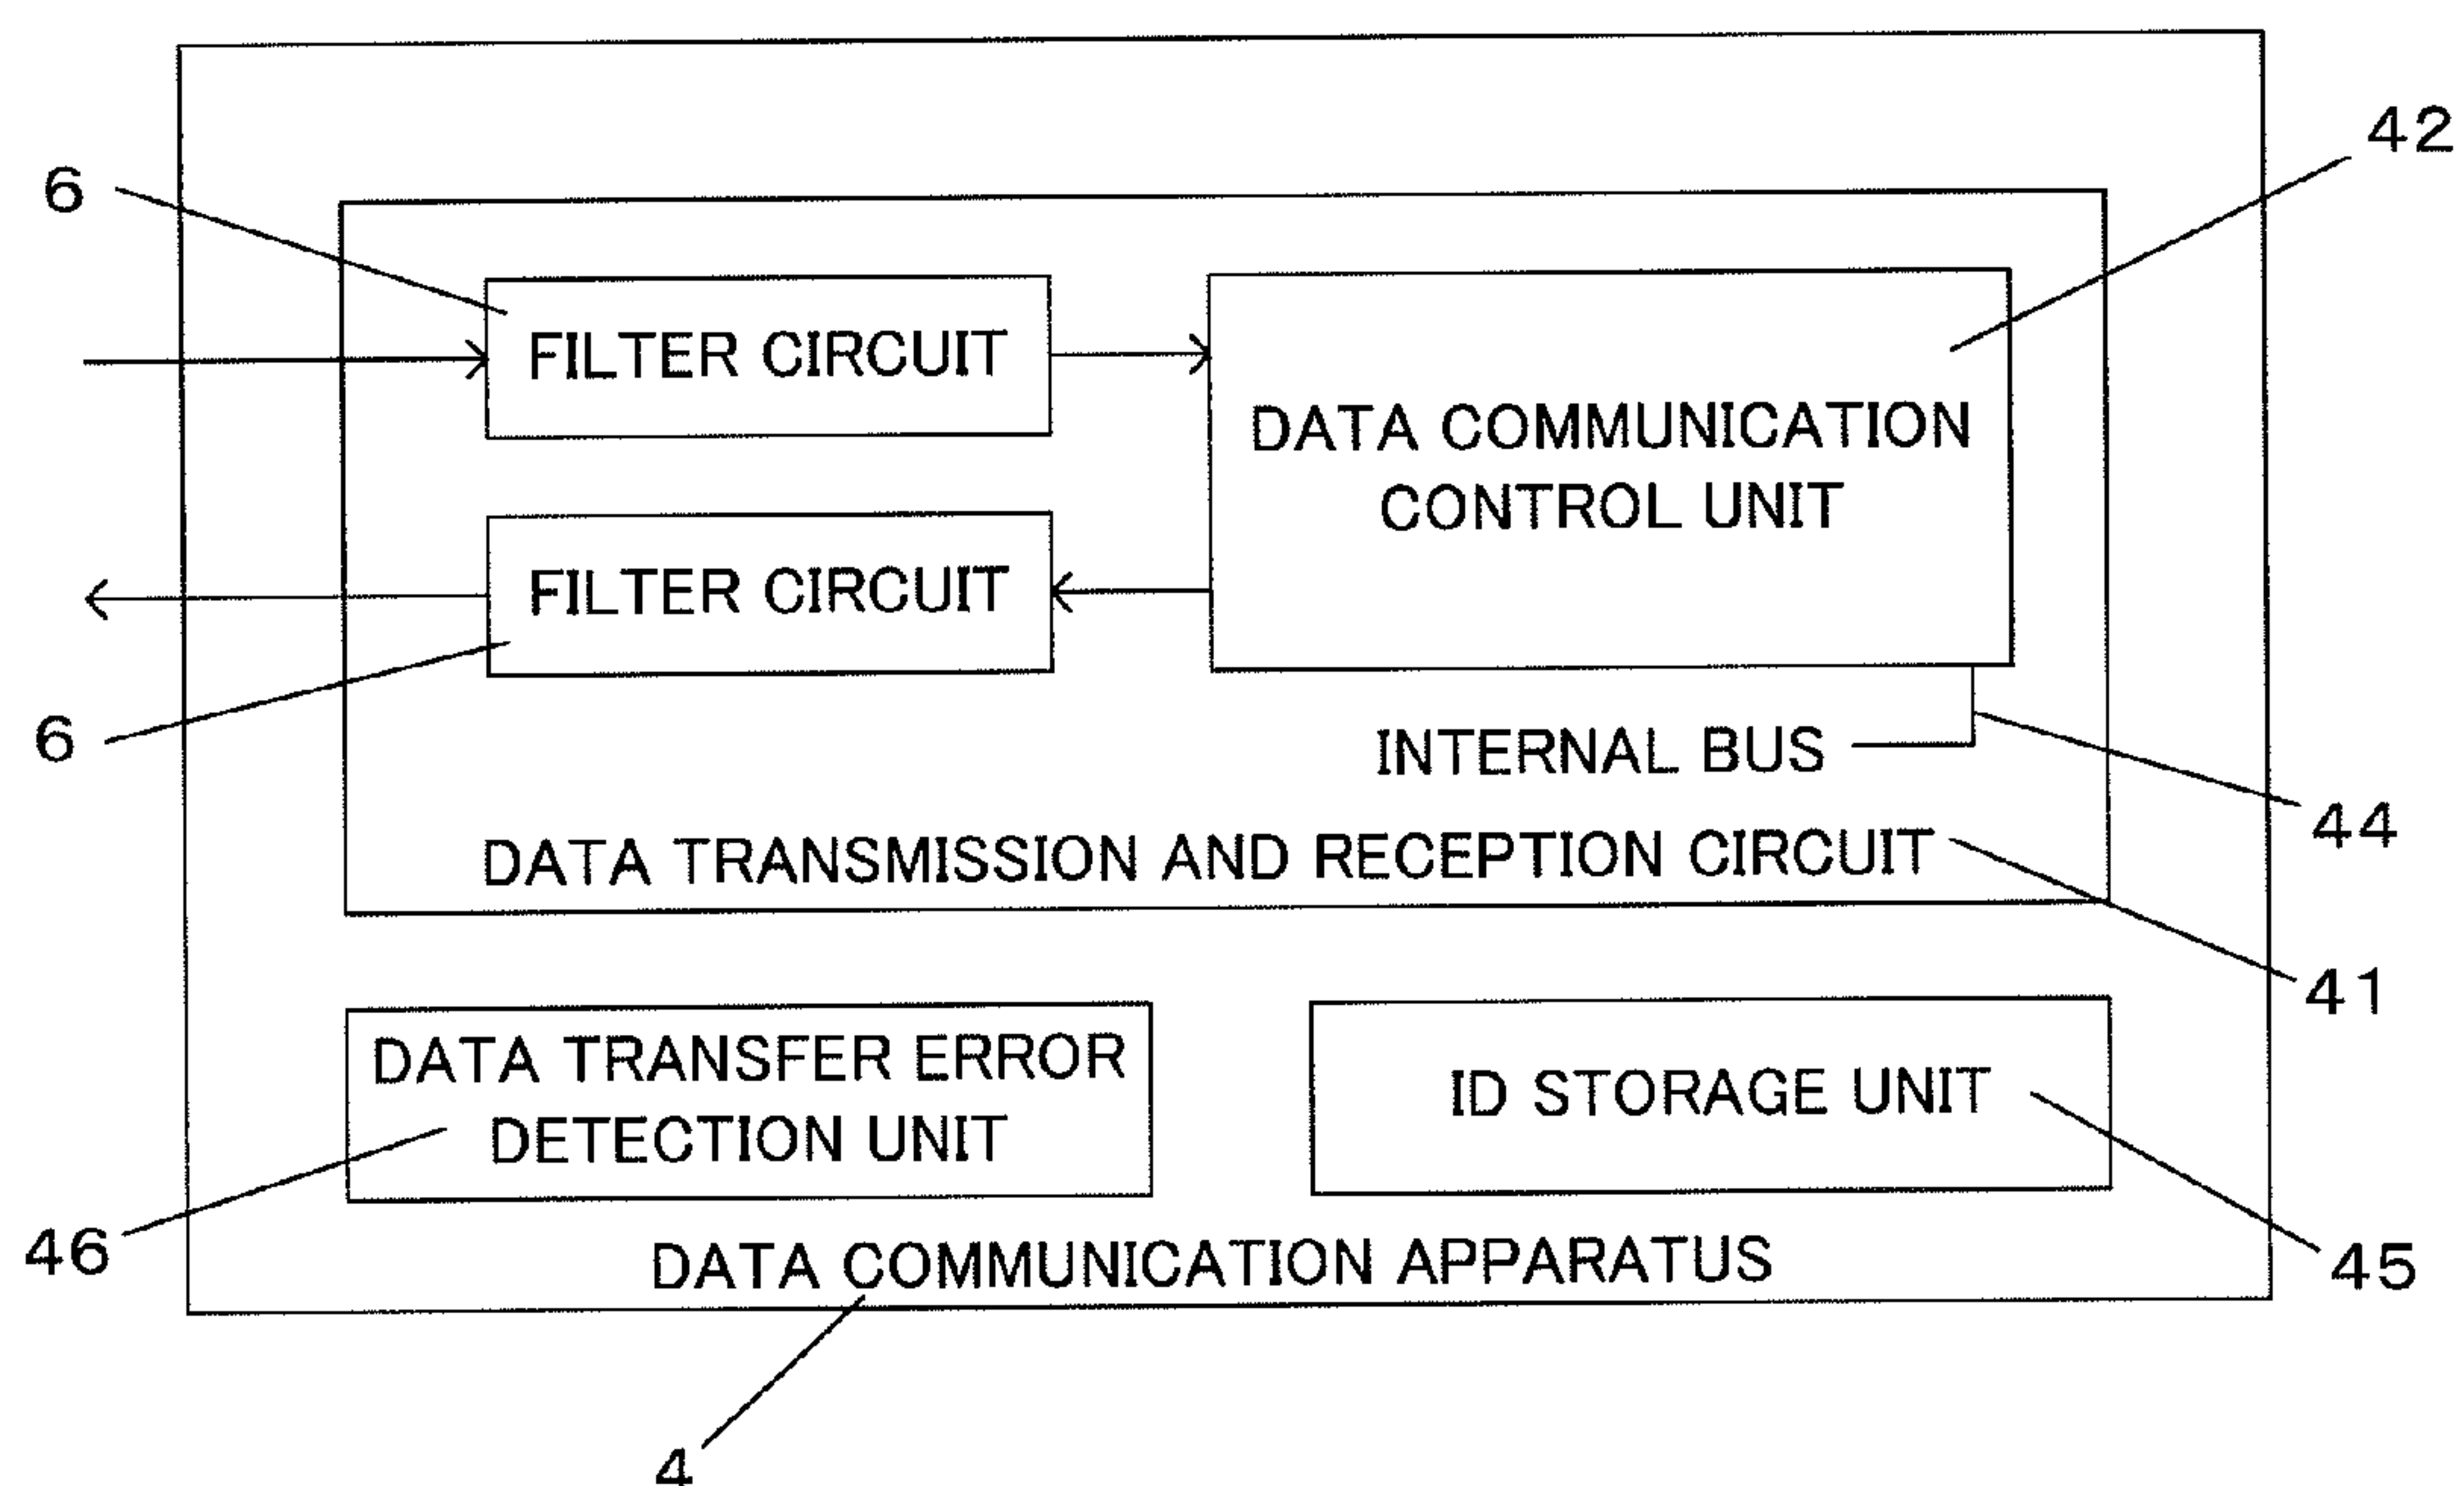 42
6
FILTER CIRCUIT
DATA COMMUNICATION
CONTROL UNIT
FILTER CIRCUIT
6
INTERNAL BUS
44
DATA TRANSMISSION AND RECEPTION CIRCUIT
41
DATA TRANSFER ERROR
DETECTION UNIT
ID STORAGE UNIT
46
45
DATA COMMUNICATION APPARATUS
4